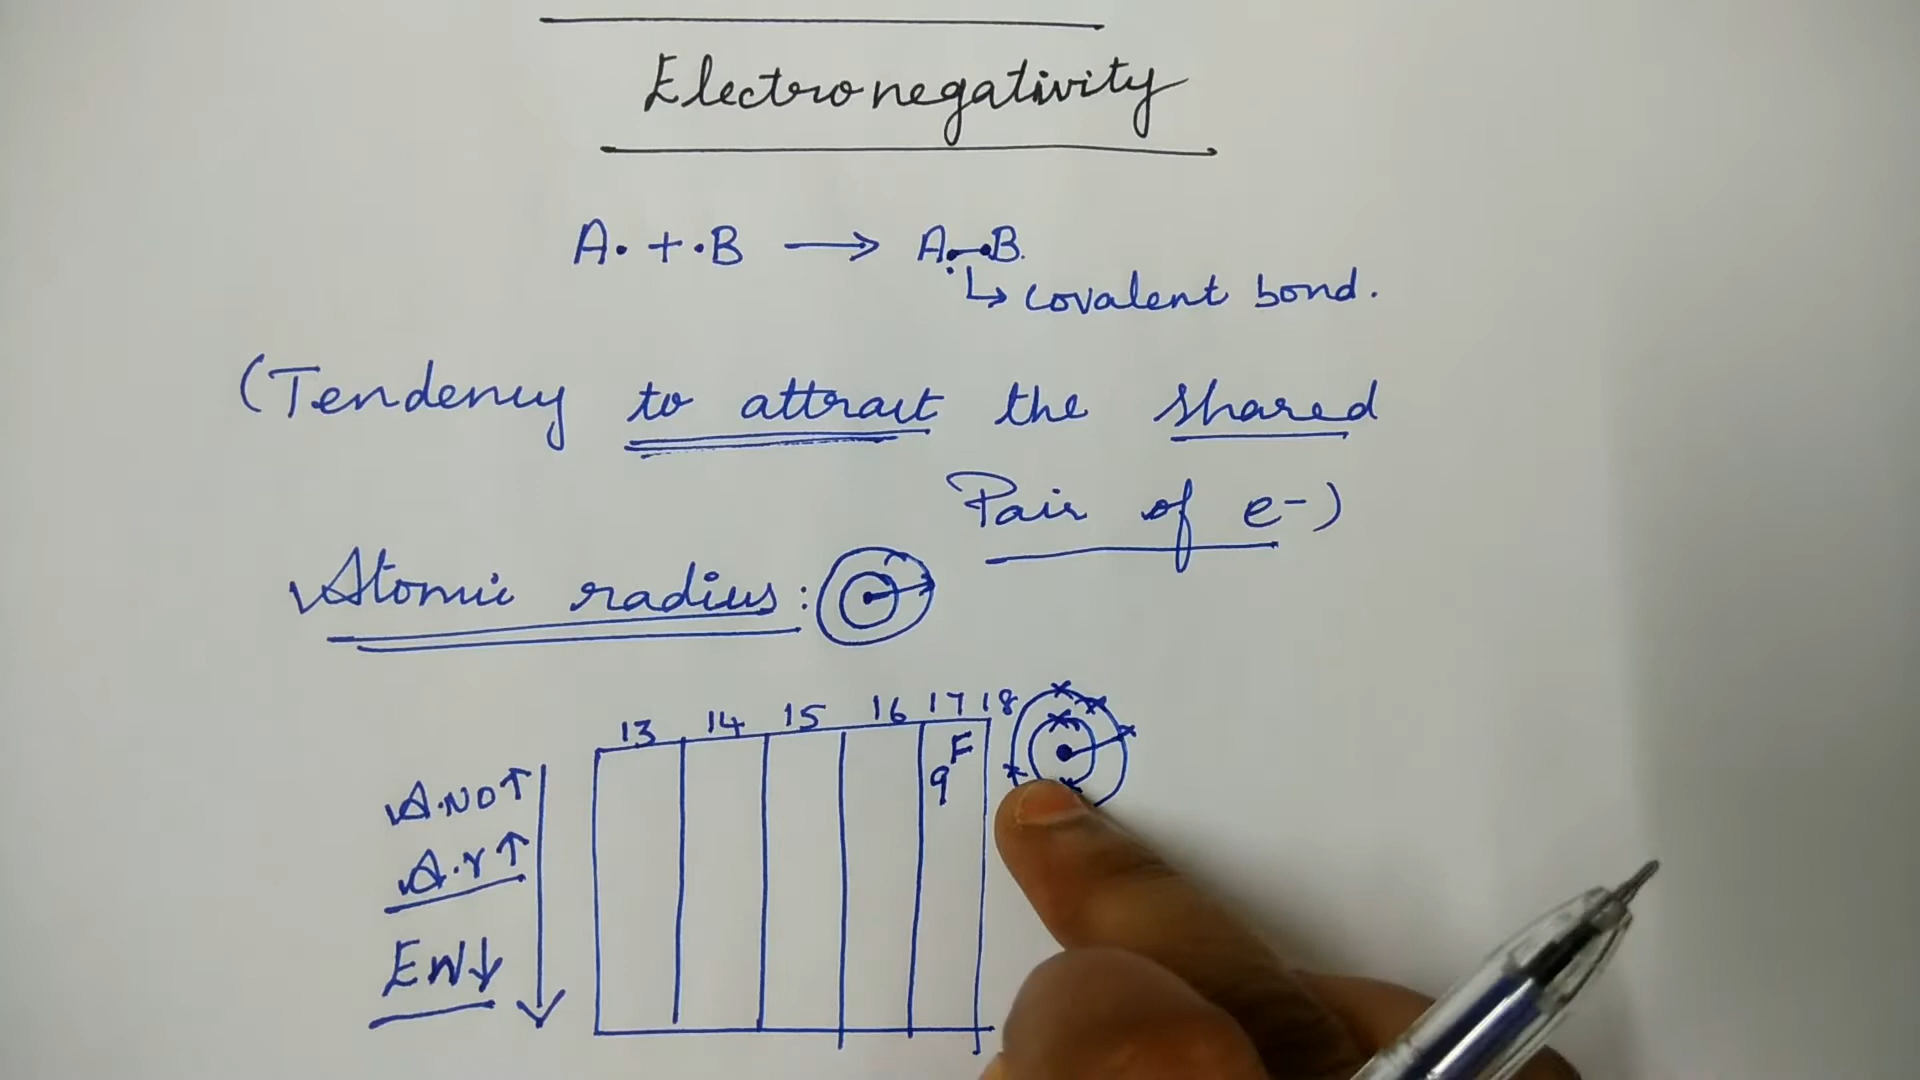 Electronegativity
A• + •B → A•–•B.
↳ covalent bond.
(Tendency to attract the shared
Pair of e-)
Atomic radius :
13 14 15 16 17 18
F
9
A.NO↑
A.r↑
EN↓